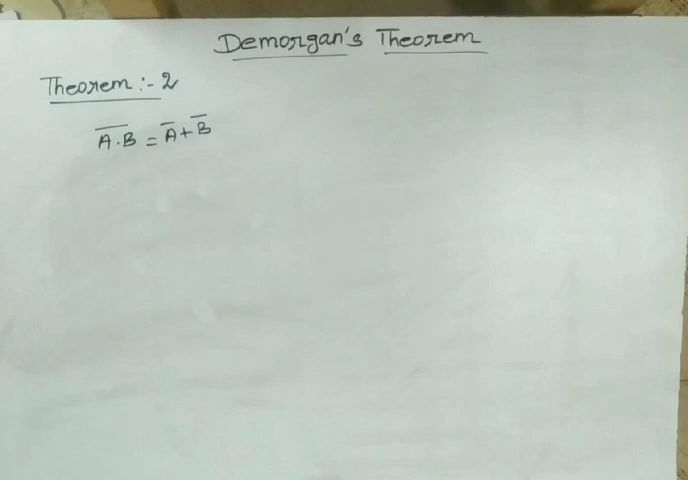 Demorgan's Theorem
Theorem :- 2
A̅ ̅.̅ ̅B̅ = A̅ + B̅